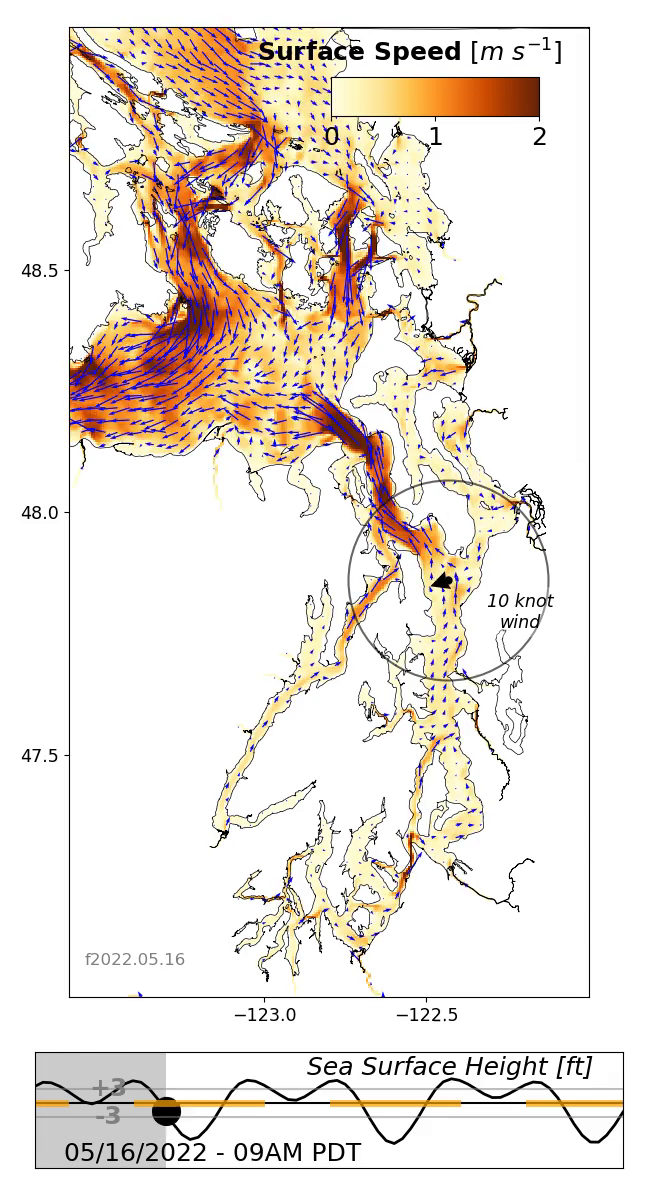 Surface Speed [m s⁻¹]
0 1 2
48.5
48.0
10 knot
wind
47.5
f2022.05.16
−123.0 −122.5
Sea Surface Height [ft]
+3
-3
05/16/2022 - 09AM PDT